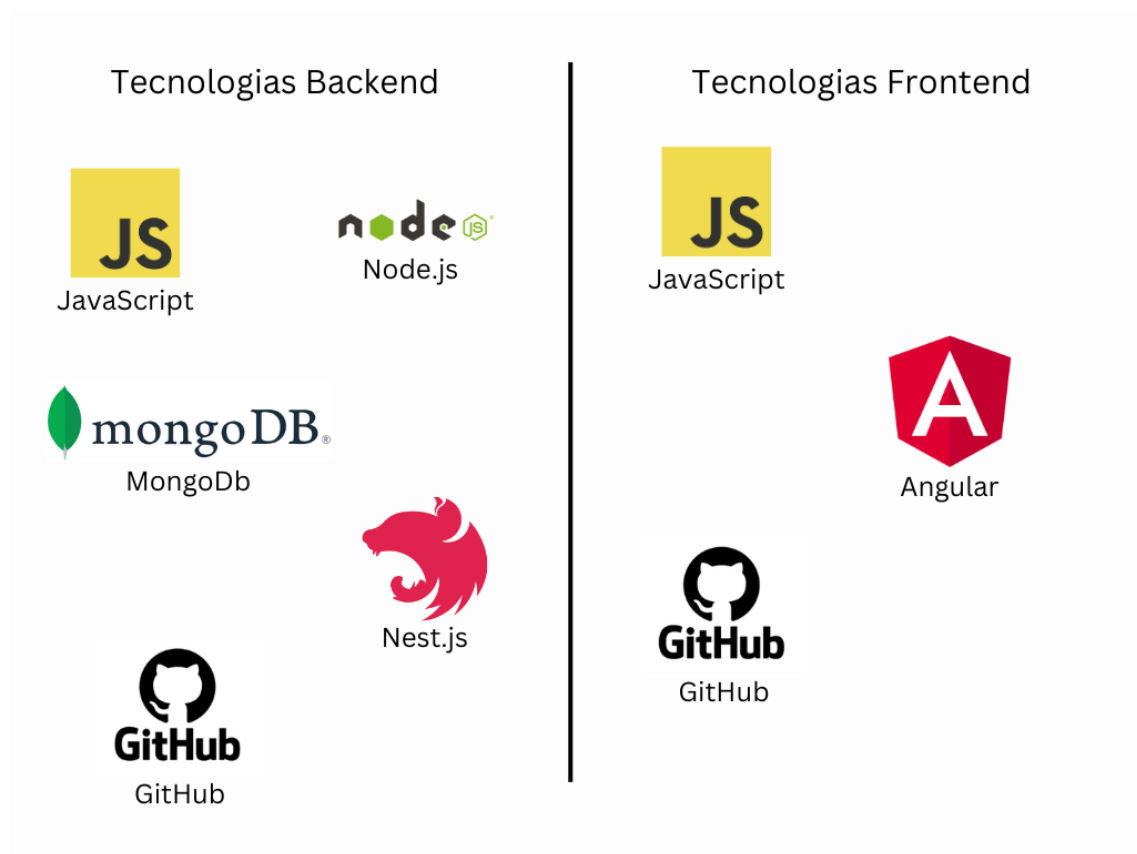 Tecnologias Backend
JS
JavaScript
node JS ®
Node.js
mongoDB®
MongoDb
Nest.js
GitHub
GitHub
Tecnologias Frontend
JS
JavaScript
A
Angular
GitHub
GitHub